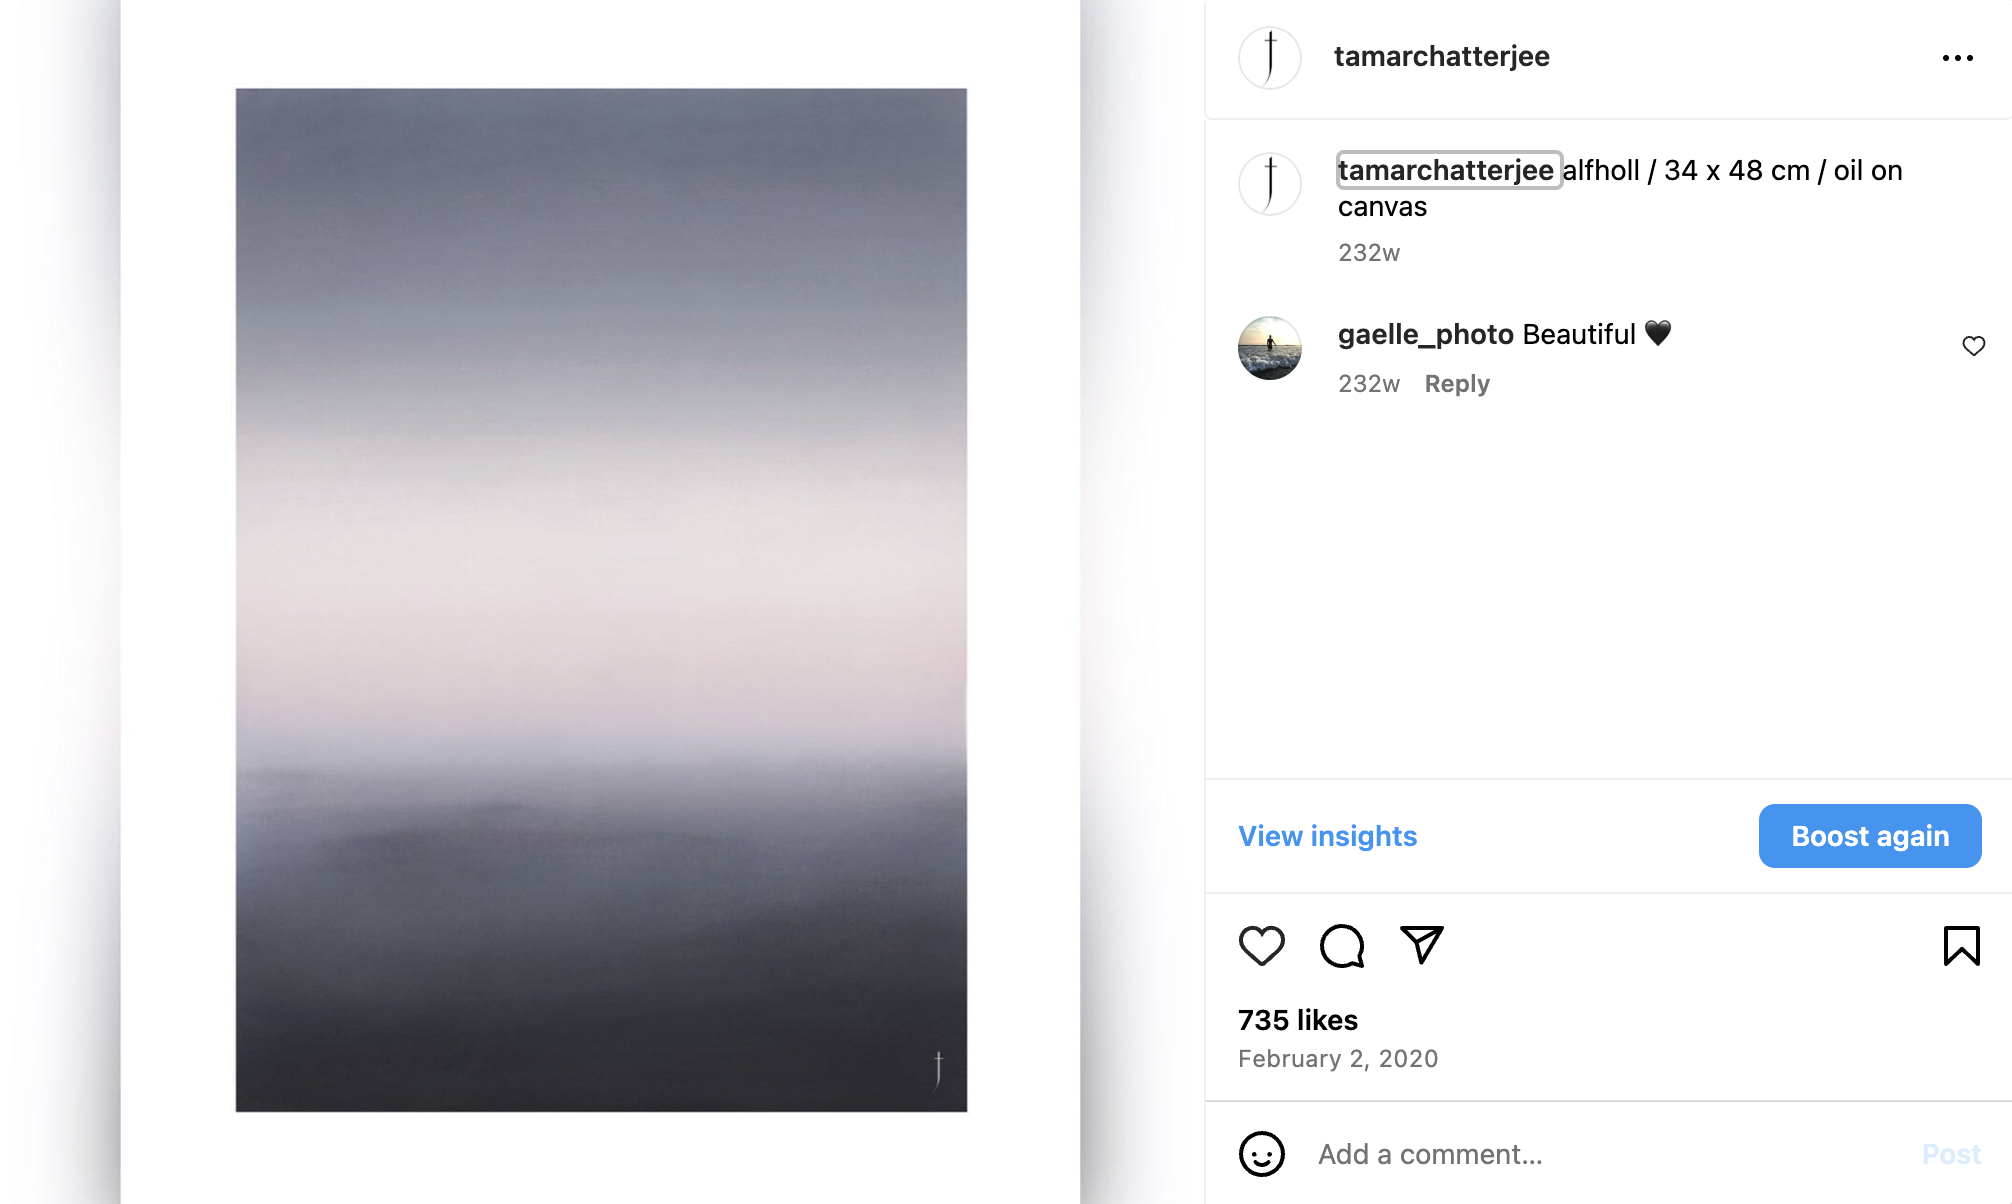 tamarchatterjee
tamarchatterjee alfholl / 34 x 48 cm / oil on
canvas
232w
gaelle_photo Beautiful 🖤
232w Reply
View insights
Boost again
735 likes
February 2, 2020
Add a comment...
Post